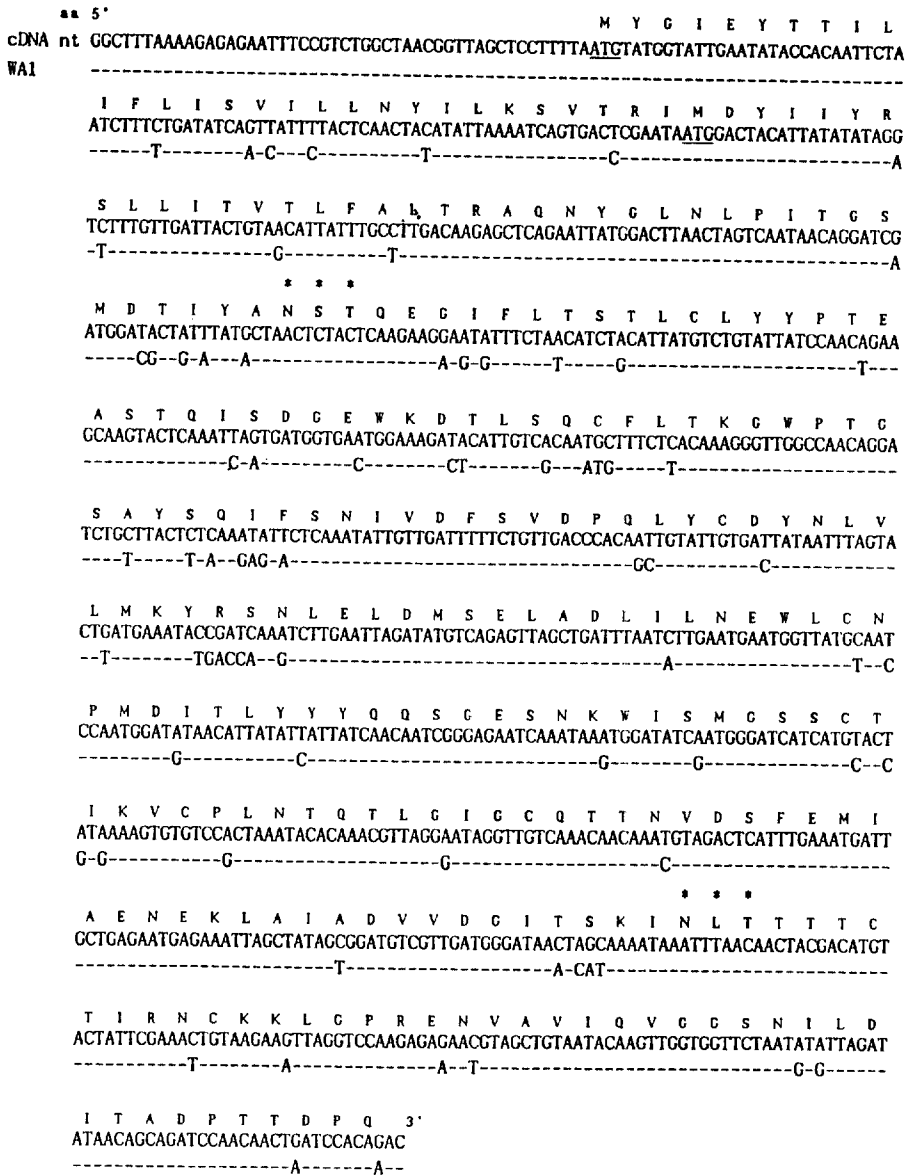 aa 5'
M Y G I E Y T T I L
cDNA nt GGCTTTAAAAGAGAGAATTTCCGTCTGGCTAACGGTTAGCTCCTTTTAATGTATGGTATTGAATATACCACAATTCTA
WA1 ------------------------------------------------------------------------------
I F L I S V I L L N Y I L K S V T R I M D Y I I Y R
ATCTTTCTGATATCAGTTATTTTACTCAACTACATATTAAAATCAGTGACTCGAATAATGGACTACATTATATATAGG
------T--------A-C---C----------T-----------------C--------------------------A
S L L I T V T L F A L T R A Q N Y G L N L P I T G S
TCTTTGTTGATTACTGTAACATTATTTGCCTTGACAAGAGCTCAGAATTATGGACTTAACTAGTCAATAACAGGATCG
-T----------------G----------T-----------------------------------------------A
* * *
M D T I Y A N S T Q E G I F L T S T L C L Y Y P T E
ATGGATACTATTTATGCTAACTCTACTCAAGAAGGAATATTTCTAACATCTACATTATGTCTGTATTATCCAACAGAA
-----CG--G-A---A------------------A-G-G------T-----G-----------------------T---
A S T Q I S D G E W K D T L S Q C F L T K G W P T G
GCAAGTACTCAAATTAGTGATGGTGAATGGAAAGATACATTGTCACAATGCTTTCTCACAAAGGGTTGGCCAACAGGA
--------------C-A---------C--------CT-------G---ATG-----T---------------------
S A Y S Q I F S N I V D F S V D P Q L Y C D Y N L V
TCTGCTTACTCTCAAATATTCTCAAATATTGTTGATTTTTCTGTTGACCCACAATTGTATTGTGATTATAATTTAGTA
----T-----T-A--GAG-A---------------------------------GC----------C------------
L M K Y R S N L E L D M S E L A D L I L N E W L C N
CTGATGAAATACCGATCAAATCTTGAATTAGATATGTCAGAGTTAGCTGATTTAATCTTGAATGAATGGTTATGCAAT
--T--------TGACCA--G------------------------------------A-----------------T--C
P M D I T L Y Y Y Q Q S G E S N K W I S M G S S C T
CCAATGGATATAACATTATATTATTATCAACAATCGGGAGAATCAAATAAATGGATATCAATGGGATCATCATGTACT
---------G-----------C----------------------------G--------G--------------C--C
I K V C P L N T Q T L G I G C Q T T N V D S F E M I
ATAAAAGTGTGTCCACTAAATACACAAACGTTAGGAATAGGTTGTCAAACAACAAATGTAGACTCATTTGAAATGATT
G-G-----------G--------------------G--------------------C---------------------
* * *
A E N E K L A I A D V V D G I T S K I N L T T T T C
GCTGAGAATGAGAAATTAGCTATAGCGGATGTCGTTGATGGGATAACTAGCAAAATAAATTTAACAACTACGACATGT
-------------------------T--------------------A-CAT---------------------------
T I R N C K K L G P R E N V A V I Q V G G S N I L D
ACTATTCGAAACTGTAAGAAGTTAGGTCCAAGAGAGAACGTAGCTGTAATACAAGTTGGTGGTTCTAATATATTAGAT
-----------T--------A--------------A--T------------------------------G-G------
I T A D P T T D P Q 3'
ATAACAGCAGATCCAACAACTGATCCACAGAC
---------------------A-------A--